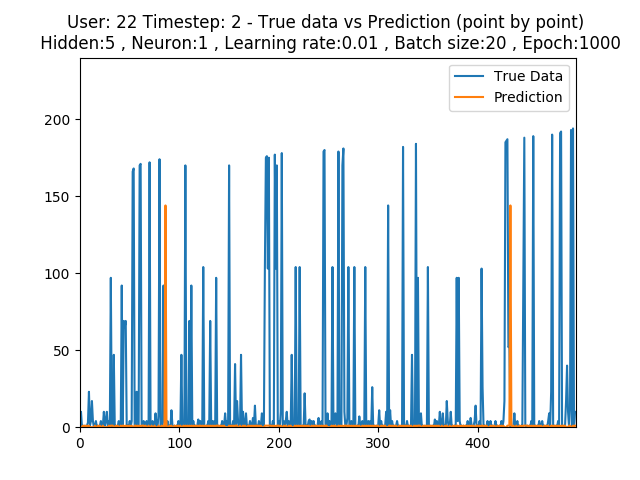 User: 22 Timestep: 2 - True data vs Prediction (point by point)
Hidden:5 , Neuron:1 , Learning rate:0.01 , Batch size:20 , Epoch:1000
True Data
Prediction
200
150
100
50
0
0 100 200 300 400